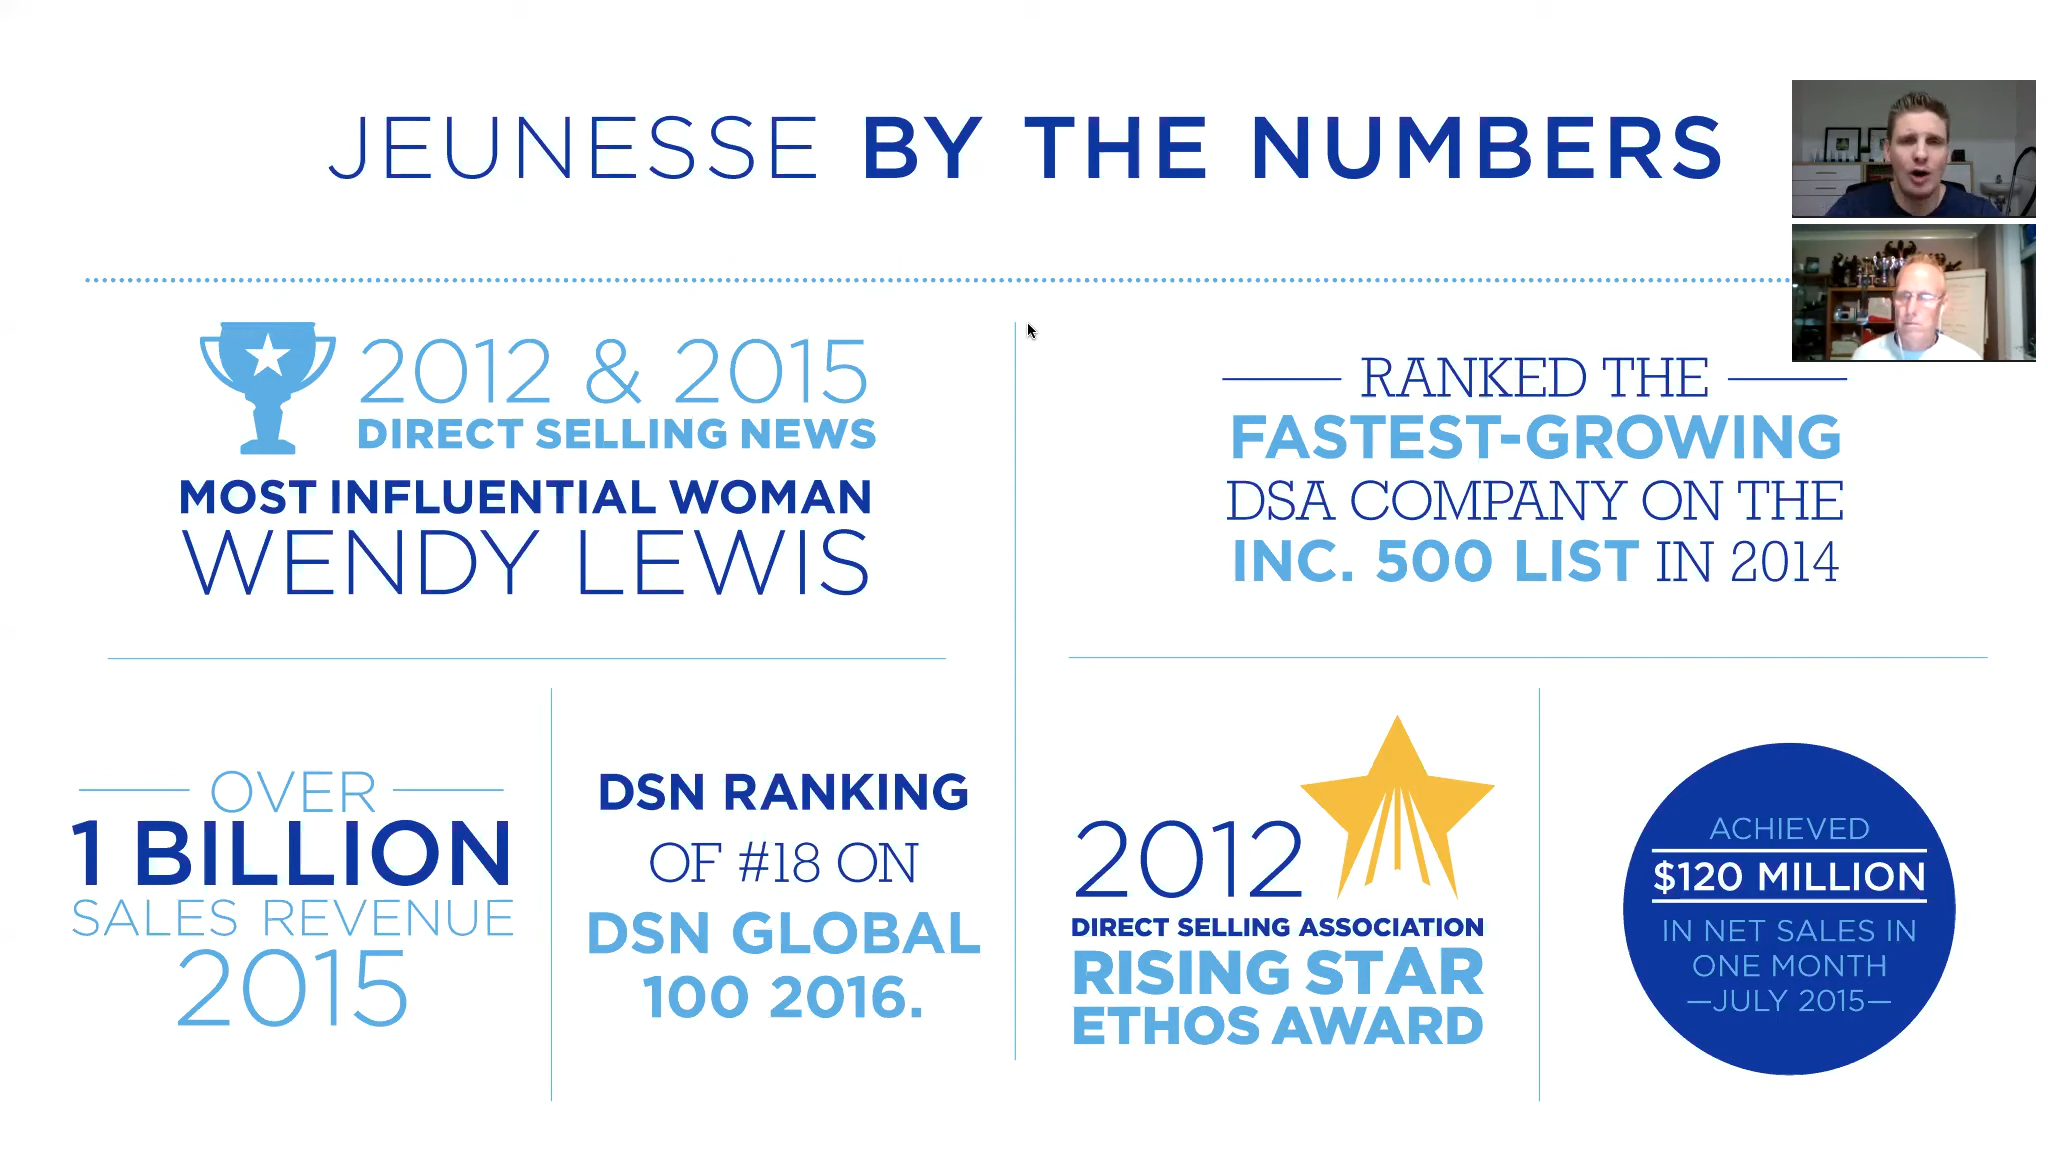 JEUNESSE BY THE NUMBERS
2012 & 2015
DIRECT SELLING NEWS
MOST INFLUENTIAL WOMAN
WENDY LEWIS
RANKED THE
FASTEST-GROWING
DSA COMPANY ON THE
INC. 500 LIST IN 2014
OVER
1 BILLION
SALES REVENUE
2015
DSN RANKING
OF #18 ON
DSN GLOBAL
100 2016.
2012
DIRECT SELLING ASSOCIATION
RISING STAR
ETHOS AWARD
ACHIEVED
$120 MILLION
IN NET SALES IN
ONE MONTH
—JULY 2015—